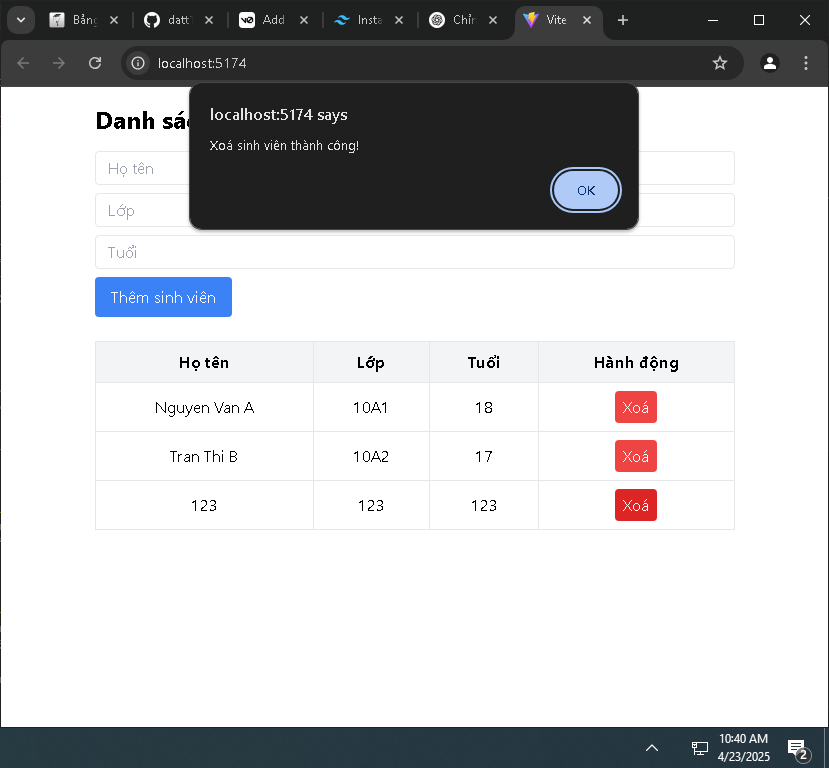 Bảng
datt
Add
Insta
Chỉn
Vite
localhost:5174
Danh sác
localhost:5174 says
Xoá sinh viên thành công!
OK
Họ tên
Lớp
Tuổi
Thêm sinh viên
Họ tên Lớp Tuổi Hành động
Nguyen Van A 10A1 18 Xoá
Tran Thi B 10A2 17 Xoá
123 123 123 Xoá
10:40 AM
4/23/2025
2